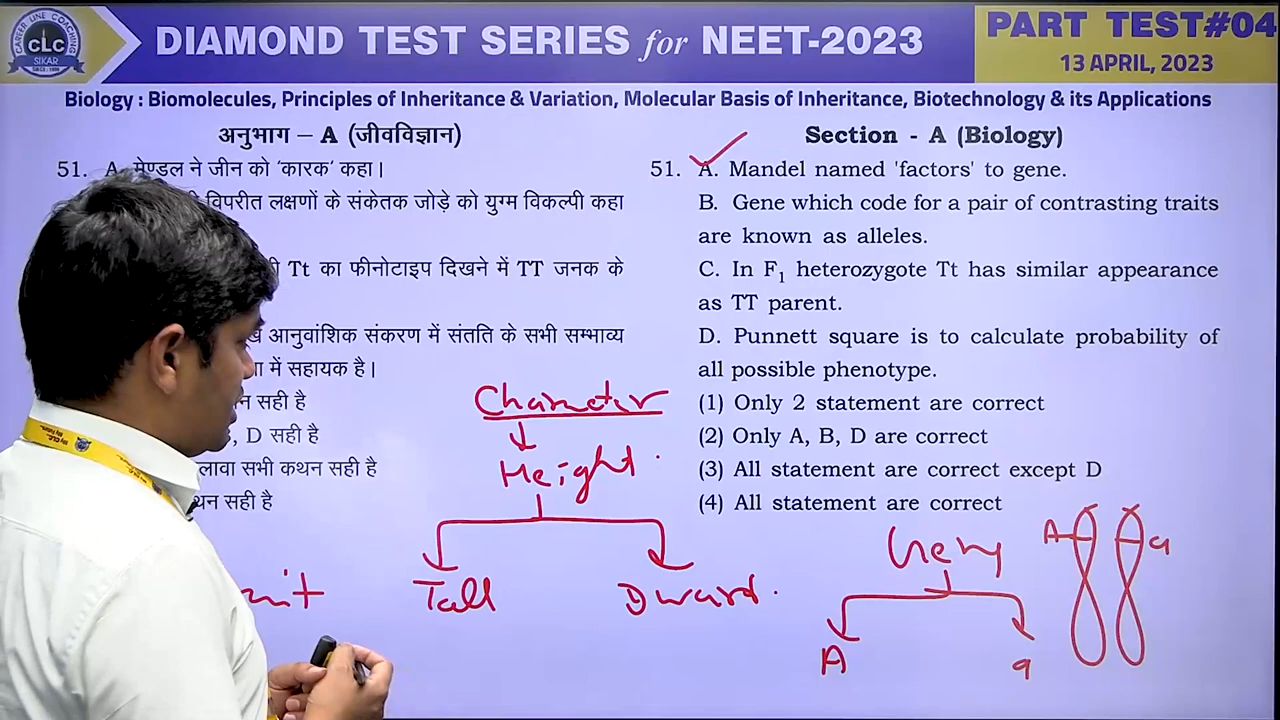 CAREER LINE COACHING
CLC
SIKAR
DIAMOND TEST SERIES for NEET-2023
PART TEST#04
13 APRIL, 2023
Biology : Biomolecules, Principles of Inheritance & Variation, Molecular Basis of Inheritance, Biotechnology & its Applications
अनुभाग – A (जीवविज्ञान)
51. A. मेण्डल ने जीन को 'कारक' कहा।
विपरीत लक्षणों के संकेतक जोड़े को युग्म विकल्पी कहा
Tt का फीनोटाइप दिखने में TT जनक के
आनुवांशिक संकरण में संतति के सभी सम्भाव्य
में सहायक है।
सही है
D सही है
सभी कथन सही है
सही है
Section - A (Biology)
51. A. Mandel named 'factors' to gene.
B. Gene which code for a pair of contrasting traits
are known as alleles.
C. In F1 heterozygote Tt has similar appearance
as TT parent.
D. Punnett square is to calculate probability of
all possible phenotype.
(1) Only 2 statement are correct
(2) Only A, B, D are correct
(3) All statement are correct except D
(4) All statement are correct
Height
Tall
A
a
A
a